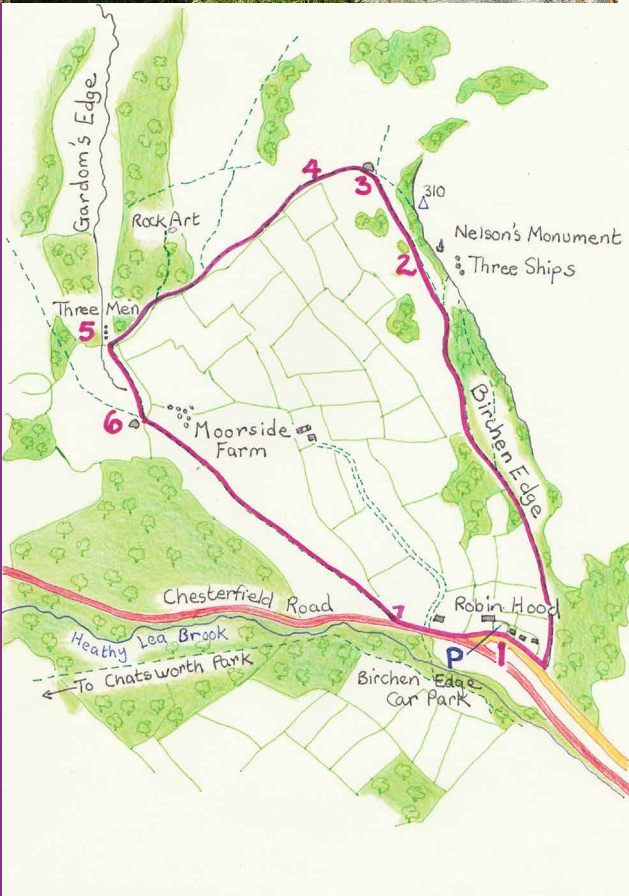 Gardom's Edge
4
3
310
Rock Art
2
Nelson's Monument
Three Ships
Three Men
5
6
Moorside
Farm
Birchen Edge
Chesterfield Road
7
Robin Hood
Heathy Lea Brook
P
1
←To Chatsworth Park
Birchen Edge
Car Park